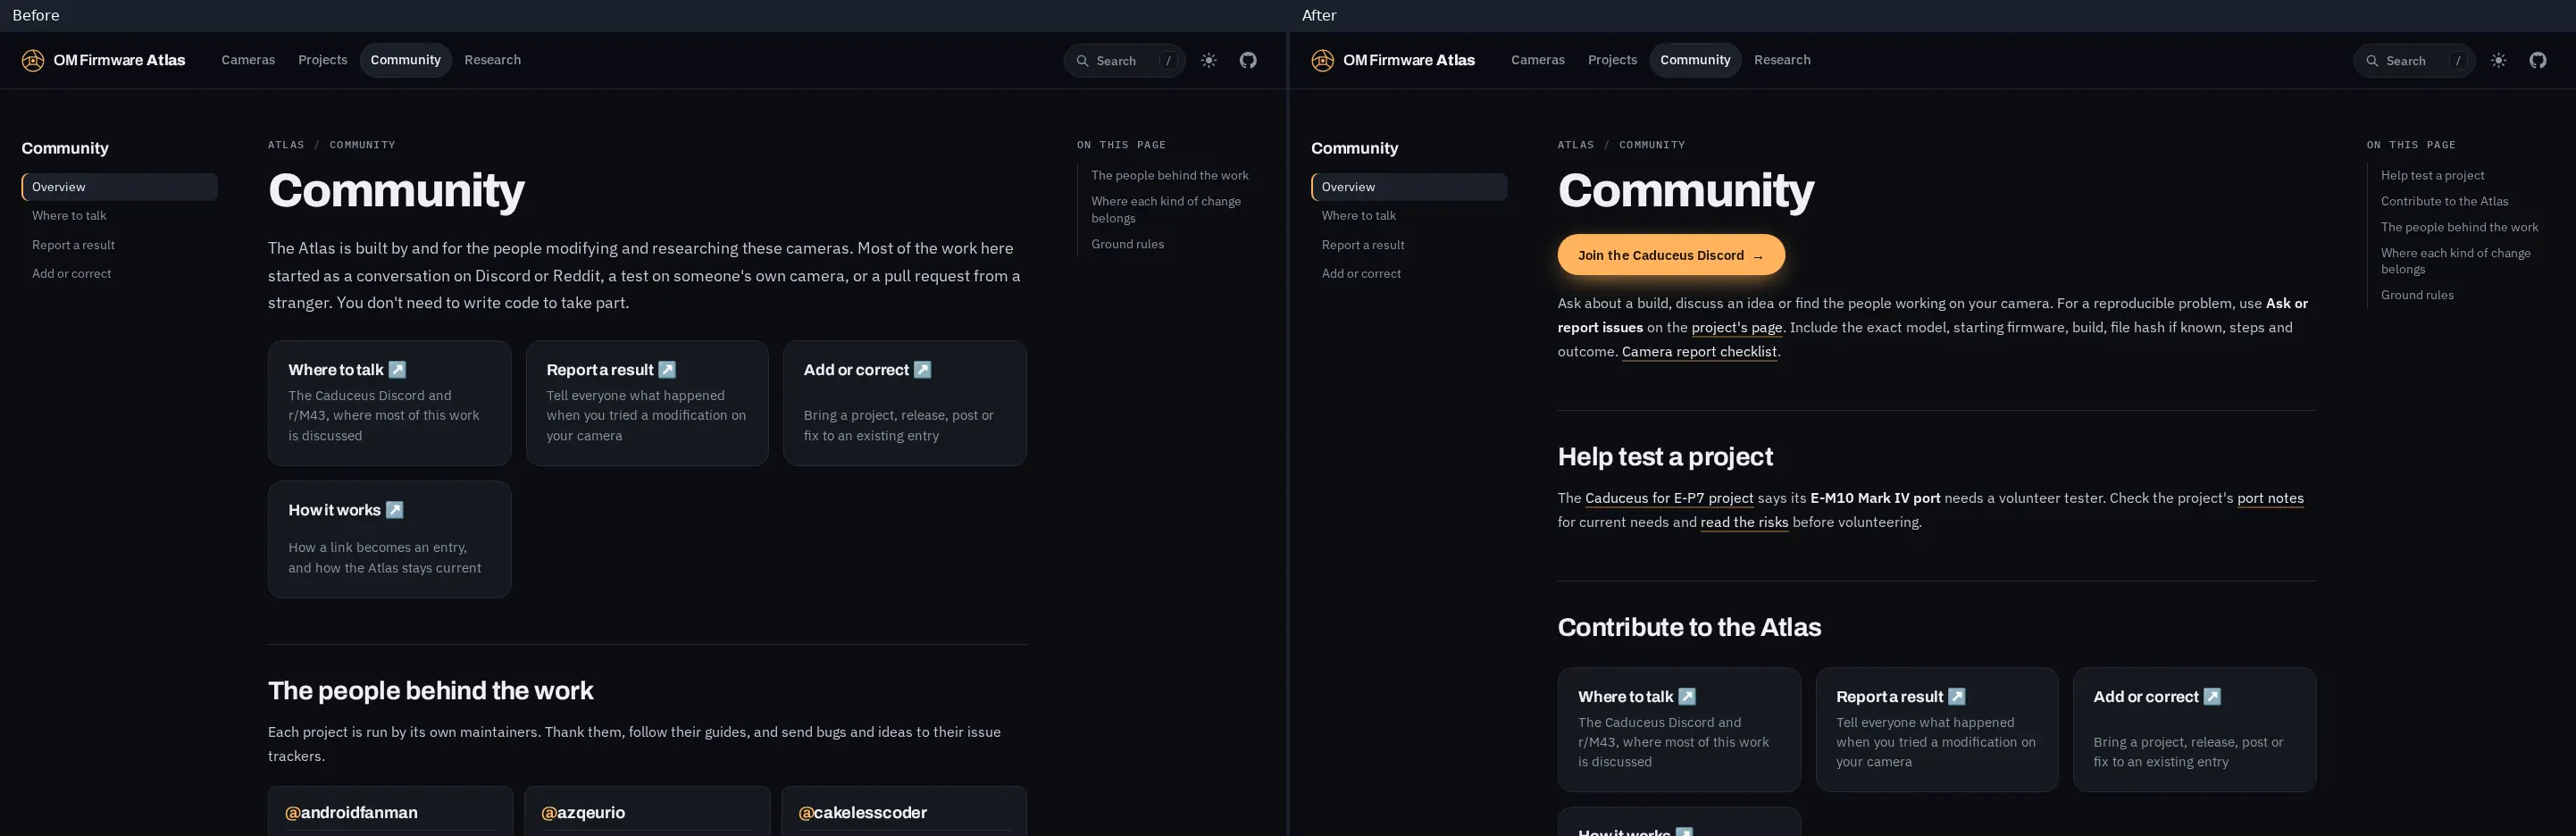 Before
OM Firmware Atlas
Cameras
Projects
Community
Research
Search
/
Community
Overview
Where to talk
Report a result
Add or correct
ATLAS / COMMUNITY
Community
The Atlas is built by and for the people modifying and researching these cameras. Most of the work here
started as a conversation on Discord or Reddit, a test on someone's own camera, or a pull request from a
stranger. You don't need to write code to take part.
Where to talk ↗
The Caduceus Discord and
r/M43, where most of this work
is discussed
Report a result ↗
Tell everyone what happened
when you tried a modification on
your camera
Add or correct ↗
Bring a project, release, post or
fix to an existing entry
How it works ↗
How a link becomes an entry,
and how the Atlas stays current
The people behind the work
Each project is run by its own maintainers. Thank them, follow their guides, and send bugs and ideas to their issue
trackers.
@androidfanman
@azqeurio
@cakelesscoder
ON THIS PAGE
The people behind the work
Where each kind of change
belongs
Ground rules
After
OM Firmware Atlas
Cameras
Projects
Community
Research
Search
/
Community
Overview
Where to talk
Report a result
Add or correct
ATLAS / COMMUNITY
Community
Join the Caduceus Discord →
Ask about a build, discuss an idea or find the people working on your camera. For a reproducible problem, use Ask or
report issues on the project's page. Include the exact model, starting firmware, build, file hash if known, steps and
outcome. Camera report checklist.
Help test a project
The Caduceus for E-P7 project says its E-M10 Mark IV port needs a volunteer tester. Check the project's port notes
for current needs and read the risks before volunteering.
Contribute to the Atlas
Where to talk ↗
The Caduceus Discord and
r/M43, where most of this work
is discussed
Report a result ↗
Tell everyone what happened
when you tried a modification on
your camera
Add or correct ↗
Bring a project, release, post or
fix to an existing entry
How it works ↗
ON THIS PAGE
Help test a project
Contribute to the Atlas
The people behind the work
Where each kind of change
belongs
Ground rules